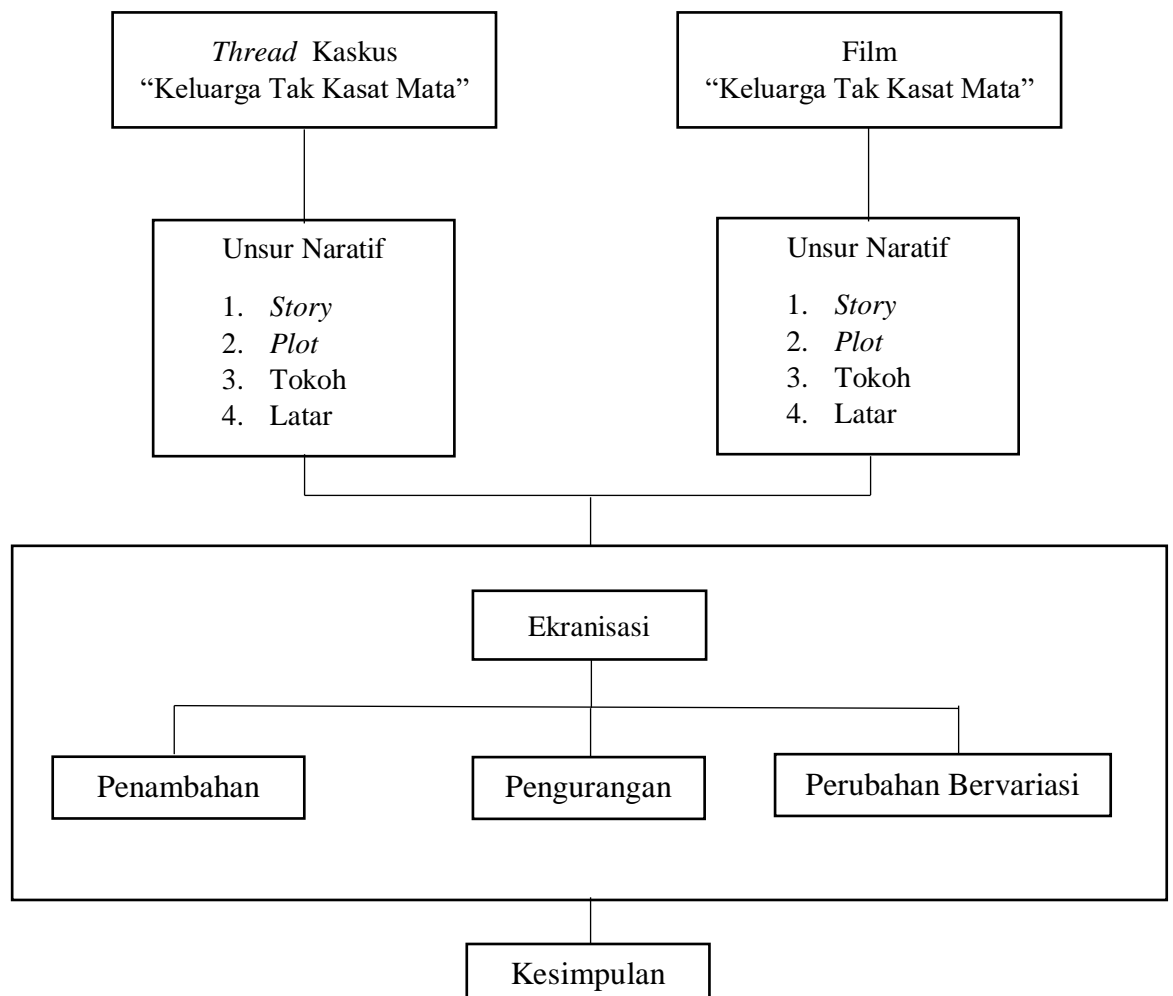 Thread Kaskus
“Keluarga Tak Kasat Mata”
Film
“Keluarga Tak Kasat Mata”
Unsur Naratif
1. Story
2. Plot
3. Tokoh
4. Latar
Unsur Naratif
1. Story
2. Plot
3. Tokoh
4. Latar
Ekranisasi
Penambahan
Pengurangan
Perubahan Bervariasi
Kesimpulan